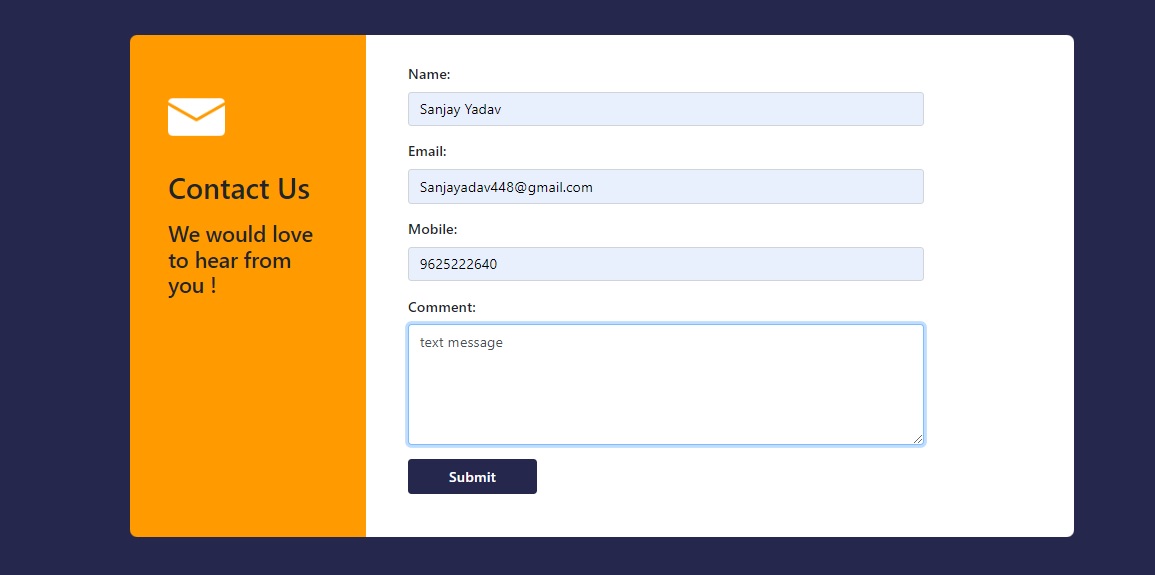 Contact Us
We would love
to hear from
you !
Name:
Sanjay Yadav
Email:
Sanjayadav448@gmail.com
Mobile:
9625222640
Comment:
text message
Submit